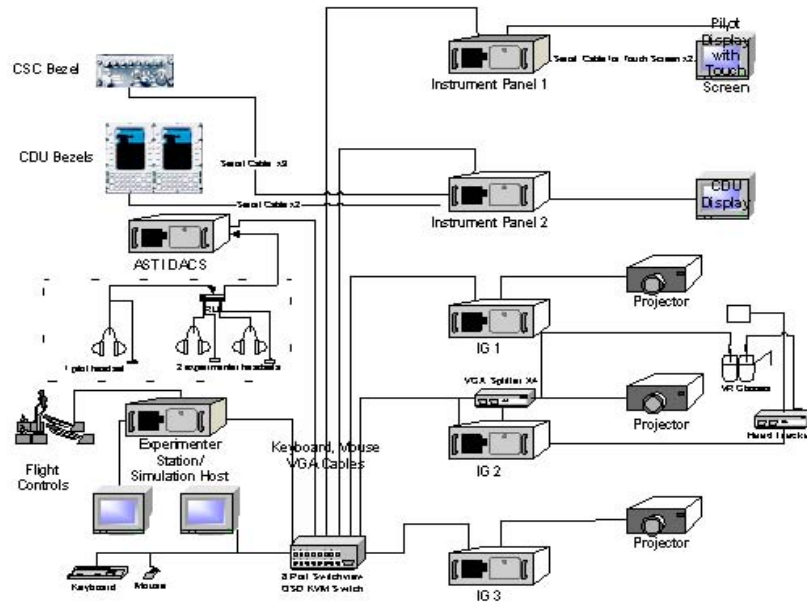 Pilot
Display
with Touch
Screen
CSC Bezel
Serial Cable for Touch Screen x2
Instrument Panel 1
CDU Bezels
Serial Cable x3
Serial Cable x2
CDU
Display
Instrument Panel 2
ASTI DACS
Projector
IG 1
1 pilot headset
2 experimenter headsets
VGA Splitter X4
VR Glasses
Projector
Head Tracker
Keyboard, Mouse
VGA Cables
Experimenter
Station/
Simulation Host
Flight
Controls
IG 2
Projector
8 Port Switchview
OSD KVM Switch
Keyboard
Mouse
IG 3